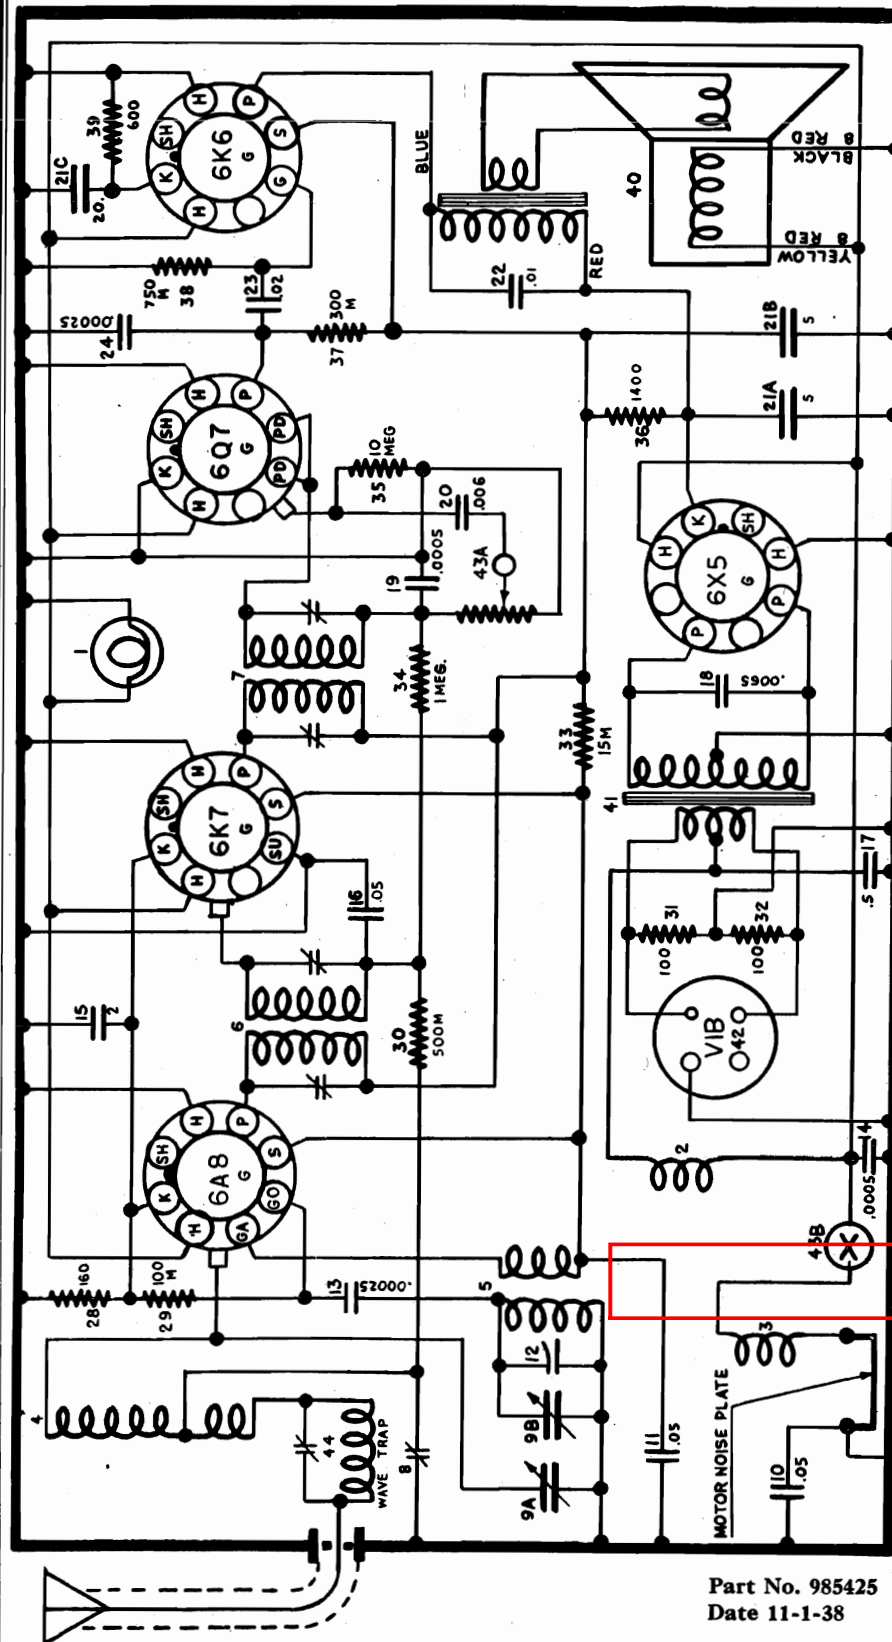 39
600
21C
20.
H
P
SH
S
6K6
G
K
G
H
BLUE
RED
40
BLACK
& RED
YELLOW
& RED
750
M
38
23
.02
22
.01
.00025
24
300
M
37
21B
5
21A
5
1400
36
H
P
SH
PD
6Q7
G
K
PD
H
10
MEG
35
20
.006
.0005
19
43A
K
SH
H
H
6X5
G
P
P
1
7
34
1 MEG.
33
15M
18
.0065
41
H
P
SH
S
6K7
G
K
SU
H
16
.05
17
.5
31
100
32
100
15
2
6
30
500M
VIB
42
H
P
SH
S
6A8
G
K
GO
H
GA
2
14
.0005
43B
160
28
100
M
29
13
.00025
5
12
3
4
44
WAVE TRAP
8
9B
9A
11
.05
MOTOR NOISE PLATE
10
.05
Part No. 985425
Date 11-1-38